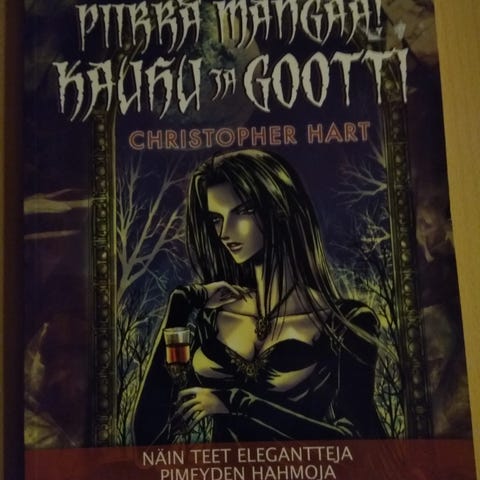 PIIRRÄ MANGAA!
KAUHU JA GOOTTI
CHRISTOPHER HART
NÄIN TEET ELEGANTTEJA
PIMEYDEN HAHMOJA